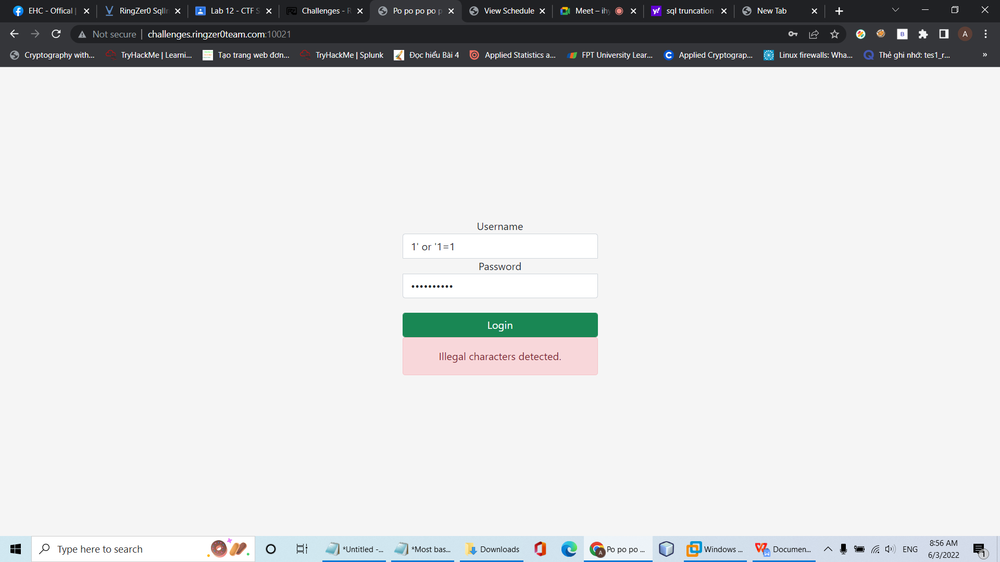 EHC - Offical |
RingZer0 SqlIn
Lab 12 - CTF S
Challenges - R
Po po po po p
View Schedule
Meet – ihy
sql truncation
New Tab
Not secure | challenges.ringzer0team.com:10021
B
A
Cryptography with...
TryHackMe | Learni...
Tạo trang web đơn...
TryHackMe | Splunk
Đọc hiểu Bài 4
Applied Statistics a...
FPT University Lear...
Applied Cryptograp...
Linux firewalls: Wha...
Thẻ ghi nhớ: tes1_r...
»
Username
1' or '1=1
Password
••••••••••
Login
Illegal characters detected.
Type here to search
*Untitled -...
*Most bas...
Downloads
Po po po ...
Windows ...
Documen...
ENG
8:56 AM
6/3/2022
1